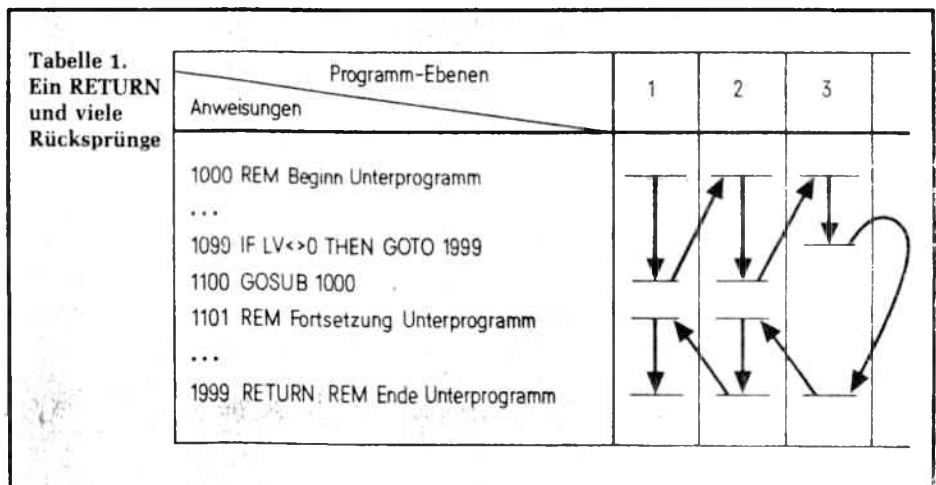 Tabelle 1.
Ein RETURN
und viele
Rücksprünge
Programm-Ebenen
Anweisungen
1 2 3
1000 REM Beginn Unterprogramm
...
1090 IF LV<>0 THEN GOTO 1999
1100 GOSUB 1000
1101 REM Fortsetzung Unterprogramm
...
1999 RETURN: REM Ende Unterprogramm